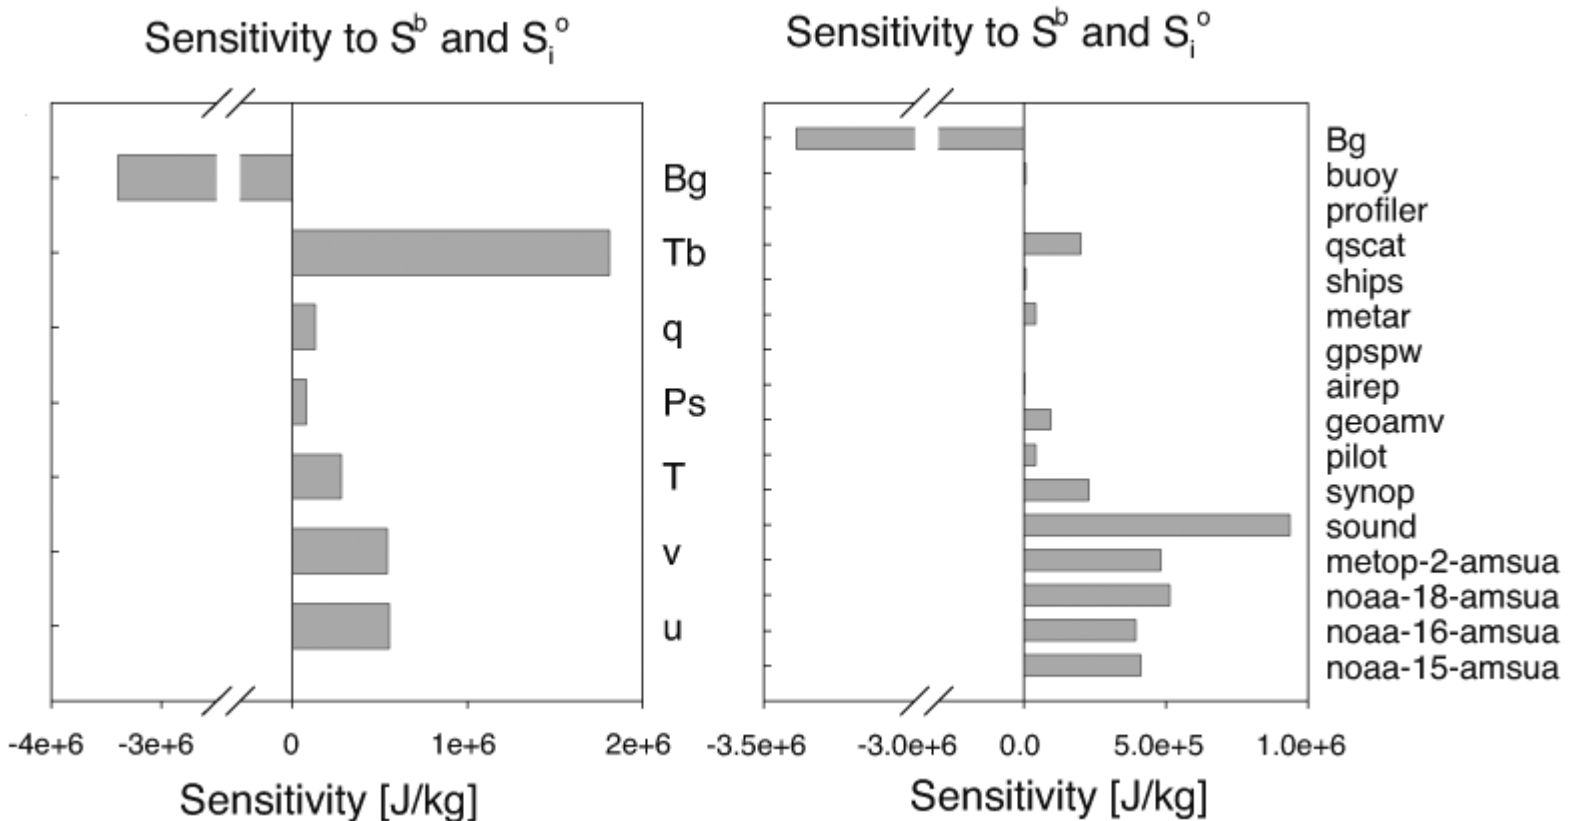 Sensitivity to S^b and S_i^o
Bg
Tb
q
Ps
T
v
u
-4e+6 -3e+6 0 1e+6 2e+6
Sensitivity [J/kg]
Sensitivity to S^b and S_i^o
Bg
buoy
profiler
qscat
ships
metar
gpspw
airep
geoamv
pilot
synop
sound
metop-2-amsua
noaa-18-amsua
noaa-16-amsua
noaa-15-amsua
-3.5e+6 -3.0e+6 0.0 5.0e+5 1.0e+6
Sensitivity [J/kg]